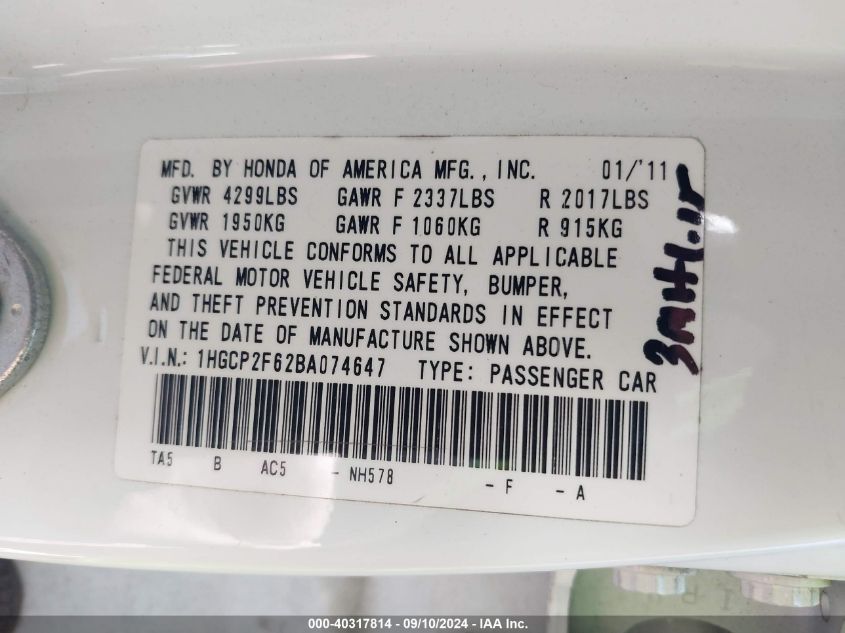 MFD. BY HONDA OF AMERICA MFG., INC. 01/'11
GVWR 4299LBS GAWR F 2337LBS R 2017LBS
GVWR 1950KG GAWR F 1060KG R 915KG
THIS VEHICLE CONFORMS TO ALL APPLICABLE
FEDERAL MOTOR VEHICLE SAFETY, BUMPER,
AND THEFT PREVENTION STANDARDS IN EFFECT
ON THE DATE OF MANUFACTURE SHOWN ABOVE.
V.I.N.: 1HGCP2F62BA074647 TYPE: PASSENGER CAR
TA5 B AC5 - NH578 - F - A
000-40317814 - 09/10/2024 - IAA Inc.